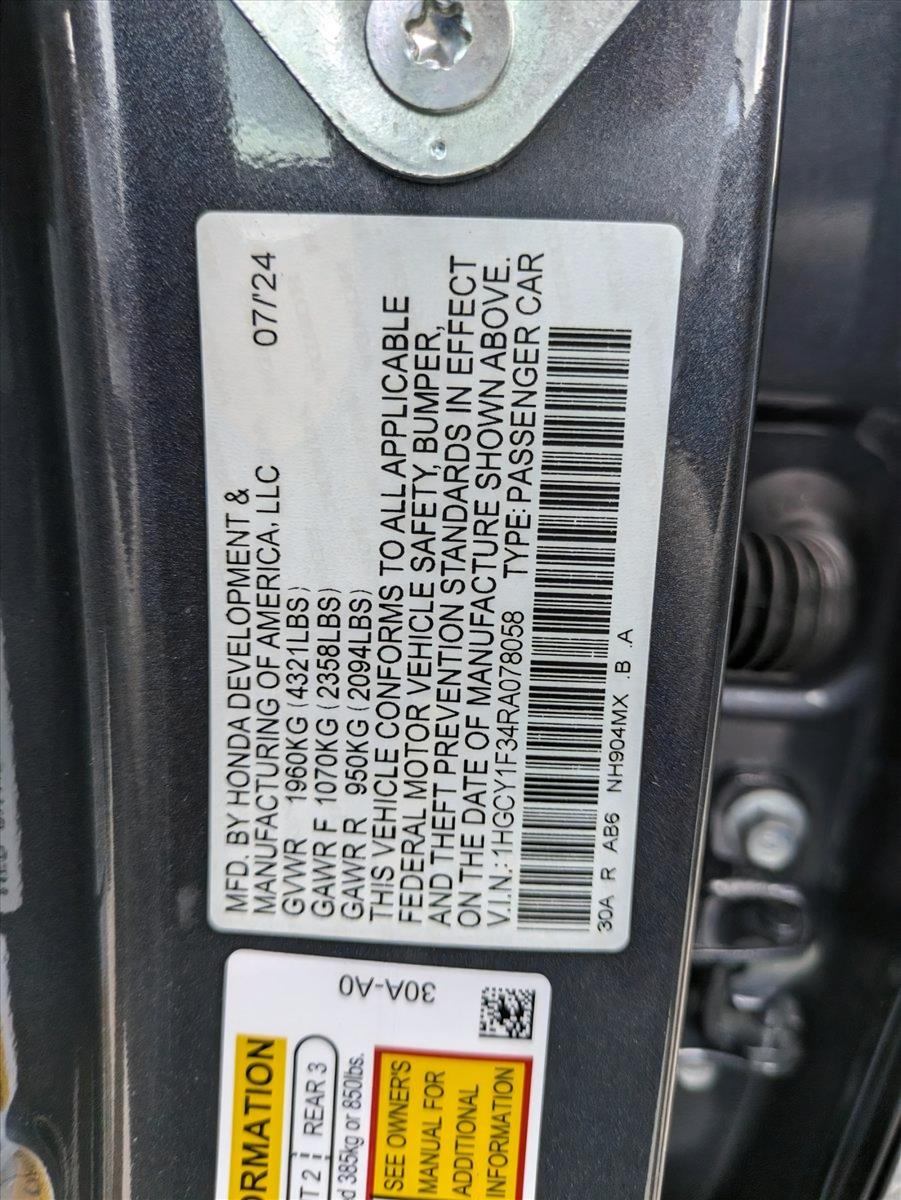 MFD. BY HONDA DEVELOPMENT &
MANUFACTURING OF AMERICA, LLC 07/'24
GVWR 1960KG (4321LBS)
GAWR F 1070KG (2358LBS)
GAWR R 950KG (2094LBS)
THIS VEHICLE CONFORMS TO ALL APPLICABLE
FEDERAL MOTOR VEHICLE SAFETY, BUMPER,
AND THEFT PREVENTION STANDARDS IN EFFECT
ON THE DATE OF MANUFACTURE SHOWN ABOVE.
V.I.N.:1HGCY1F34RA078058 TYPE:PASSENGER CAR
30A R AB6 NH904MX .B .A
30A-A0
ORMATION
T 2 REAR 3
d 385kg or 850lbs.
SEE OWNER'S
MANUAL FOR
ADDITIONAL
INFORMATION